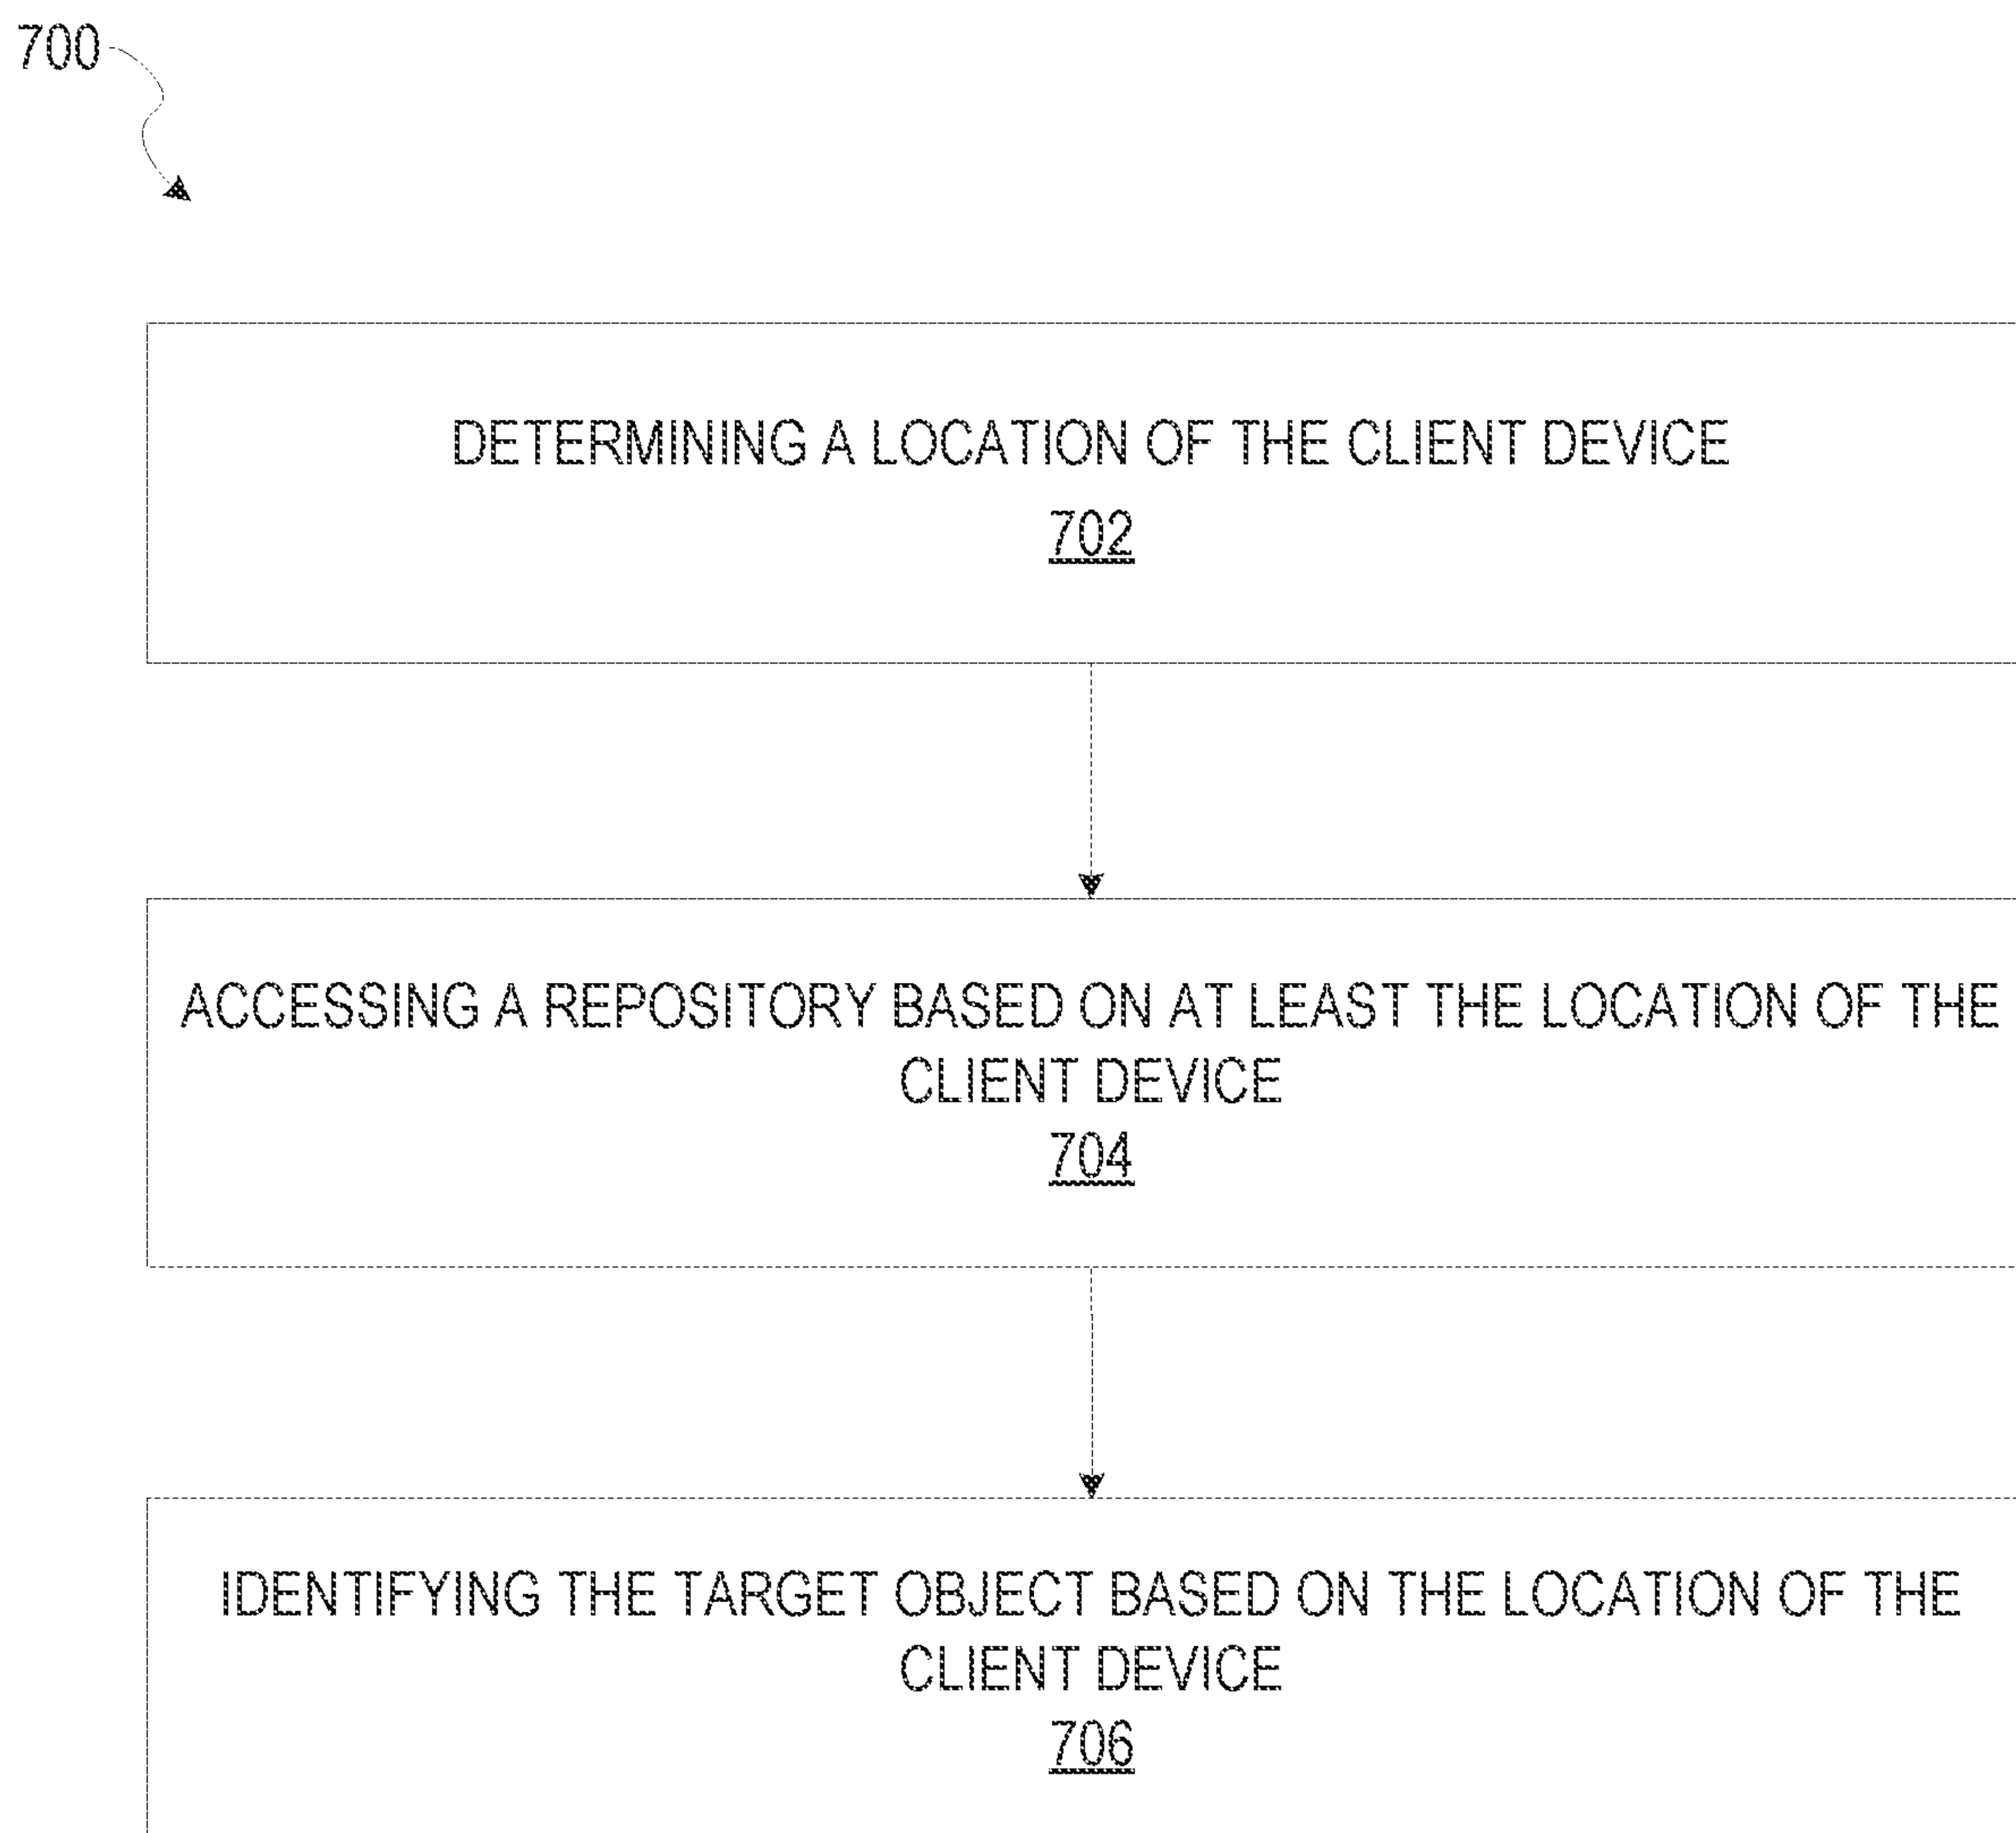 700
DETERMINING A LOCATION OF THE CLIENT DEVICE
702
ACCESSING A REPOSITORY BASED ON AT LEAST THE LOCATION OF THE
CLIENT DEVICE
704
IDENTIFYING THE TARGET OBJECT BASED ON THE LOCATION OF THE
CLIENT DEVICE
706